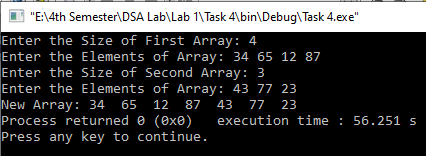 "E:\4th Semester\DSA Lab\Lab 1\Task 4\bin\Debug\Task 4.exe"
Enter the Size of First Array: 4
Enter the Elements of Array: 34 65 12 87
Enter the Size of Second Array: 3
Enter the Elements of Array: 43 77 23
New Array: 34  65  12  87  43  77  23
Process returned 0 (0x0)   execution time : 56.251 s
Press any key to continue.